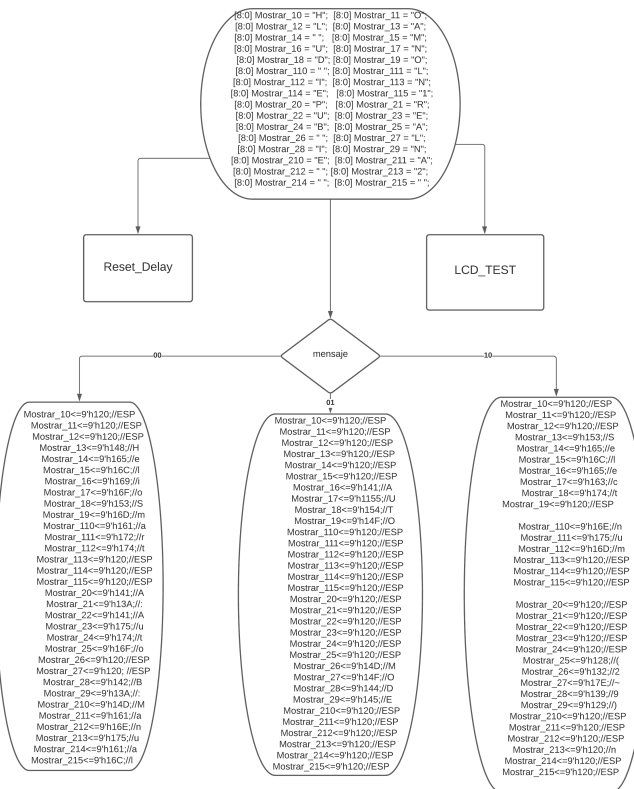 [8:0] Mostrar_10 = "H"; [8:0] Mostrar_11 = "O";
[8:0] Mostrar_12 = "L"; [8:0] Mostrar_13 = "A";
[8:0] Mostrar_14 = " "; [8:0] Mostrar_15 = "M";
[8:0] Mostrar_16 = "U"; [8:0] Mostrar_17 = "N";
[8:0] Mostrar_18 = "D"; [8:0] Mostrar_19 = "O";
[8:0] Mostrar_110 = " "; [8:0] Mostrar_111 = "L";
[8:0] Mostrar_112 = "I"; [8:0] Mostrar_113 = "N";
[8:0] Mostrar_114 = "E"; [8:0] Mostrar_115 = "1";
[8:0] Mostrar_20 = "P"; [8:0] Mostrar_21 = "R";
[8:0] Mostrar_22 = "U"; [8:0] Mostrar_23 = "E";
[8:0] Mostrar_24 = "B"; [8:0] Mostrar_25 = "A";
[8:0] Mostrar_26 = " "; [8:0] Mostrar_27 = "L";
[8:0] Mostrar_28 = "I"; [8:0] Mostrar_29 = "N";
[8:0] Mostrar_210 = "E"; [8:0] Mostrar_211 = "A";
[8:0] Mostrar_212 = " "; [8:0] Mostrar_213 = "2";
[8:0] Mostrar_214 = " "; [8:0] Mostrar_215 = " ";
Reset_Delay
LCD_TEST
mensaje
00
01
10
Mostrar_10<=9'h120;//ESP
Mostrar_11<=9'h120;//ESP
Mostrar_12<=9'h120;//ESP
Mostrar_13<=9'h148;//H
Mostrar_14<=9'h165;//e
Mostrar_15<=9'h16C;//l
Mostrar_16<=9'h169;//i
Mostrar_17<=9'h16F;//o
Mostrar_18<=9'h153;//S
Mostrar_19<=9'h16D;//m
Mostrar_110<=9'h161;//a
Mostrar_111<=9'h172;//r
Mostrar_112<=9'h174;//t
Mostrar_113<=9'h120;//ESP
Mostrar_114<=9'h120;//ESP
Mostrar_115<=9'h120;//ESP
Mostrar_20<=9'h141;//A
Mostrar_21<=9'h13A;//:
Mostrar_22<=9'h141;//A
Mostrar_23<=9'h175;//u
Mostrar_24<=9'h174;//t
Mostrar_25<=9'h16F;//o
Mostrar_26<=9'h120;//ESP
Mostrar_27<=9'h120; //ESP
Mostrar_28<=9'h142;//B
Mostrar_29<=9'h13A;//:
Mostrar_210<=9'h14D;//M
Mostrar_211<=9'h161;//a
Mostrar_212<=9'h16E;//n
Mostrar_213<=9'h175;//u
Mostrar_214<=9'h161;//a
Mostrar_215<=9'h16C;//l
Mostrar_10<=9'h120;//ESP
Mostrar_11<=9'h120;//ESP
Mostrar_12<=9'h120;//ESP
Mostrar_13<=9'h120;//ESP
Mostrar_14<=9'h120;//ESP
Mostrar_15<=9'h120;//ESP
Mostrar_16<=9'h141;//A
Mostrar_17<=9'h1155;//U
Mostrar_18<=9'h154;//T
Mostrar_19<=9'h14F;//O
Mostrar_110<=9'h120;//ESP
Mostrar_111<=9'h120;//ESP
Mostrar_112<=9'h120;//ESP
Mostrar_113<=9'h120;//ESP
Mostrar_114<=9'h120;//ESP
Mostrar_115<=9'h120;//ESP
Mostrar_20<=9'h120;//ESP
Mostrar_21<=9'h120;//ESP
Mostrar_22<=9'h120;//ESP
Mostrar_23<=9'h120;//ESP
Mostrar_24<=9'h120;//ESP
Mostrar_25<=9'h120;//ESP
Mostrar_26<=9'h14D;//M
Mostrar_27<=9'h14F;//O
Mostrar_28<=9'h144;//D
Mostrar_29<=9'h145;//E
Mostrar_210<=9'h120;//ESP
Mostrar_211<=9'h120;//ESP
Mostrar_212<=9'h120;//ESP
Mostrar_213<=9'h120;//ESP
Mostrar_214<=9'h120;//ESP
Mostrar_215<=9'h120;//ESP
Mostrar_10<=9'h120;//ESP
Mostrar_11<=9'h120;//ESP
Mostrar_12<=9'h120;//ESP
Mostrar_13<=9'h153;//S
Mostrar_14<=9'h165;//e
Mostrar_15<=9'h16C;//l
Mostrar_16<=9'h165;//e
Mostrar_17<=9'h163;//c
Mostrar_18<=9'h174;//t
Mostrar_19<=9'h120;//ESP
Mostrar_110<=9'h16E;//n
Mostrar_111<=9'h175;//u
Mostrar_112<=9'h16D;//m
Mostrar_113<=9'h120;//ESP
Mostrar_114<=9'h120;//ESP
Mostrar_115<=9'h120;//ESP
Mostrar_20<=9'h120;//ESP
Mostrar_21<=9'h120;//ESP
Mostrar_22<=9'h120;//ESP
Mostrar_23<=9'h120;//ESP
Mostrar_24<=9'h120;//ESP
Mostrar_25<=9'h128;//(
Mostrar_26<=9'h132;//2
Mostrar_27<=9'h17E;//~
Mostrar_28<=9'h139;//9
Mostrar_29<=9'h129;//)
Mostrar_210<=9'h120;//ESP
Mostrar_211<=9'h120;//ESP
Mostrar_212<=9'h120;//ESP
Mostrar_213<=9'h120;//n
Mostrar_214<=9'h120;//ESP
Mostrar_215<=9'h120;//ESP